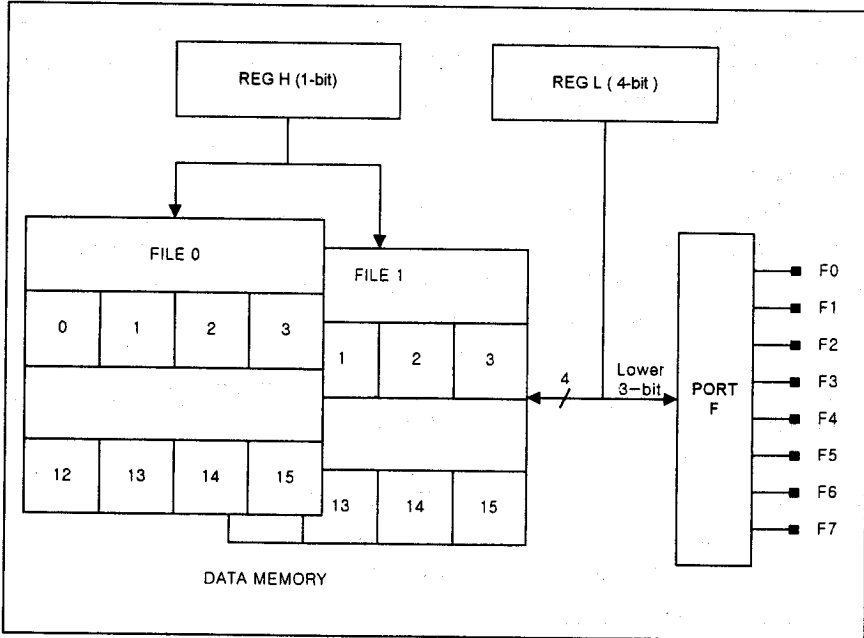 REG H (1-bit)
REG L ( 4-bit )
FILE 0
FILE 1
F0
F1
F2
F3
F4
F5
F6
F7
0 1 2 3
1 2 3
4
Lower
3-bit
PORT
F
12 13 14 15
13 14 15
DATA MEMORY